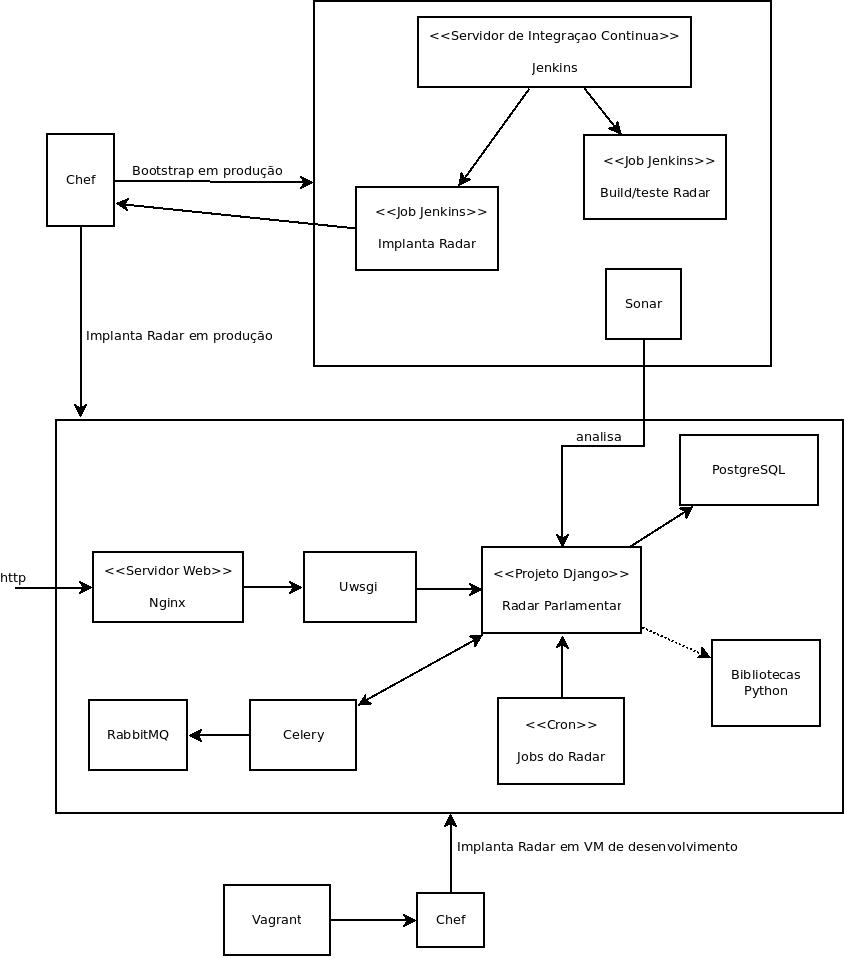 <<Servidor de Integraçao Continua>>
Jenkins
<<Job Jenkins>>
Build/teste Radar
Chef
Bootstrap em produção
<<Job Jenkins>>
Implanta Radar
Sonar
Implanta Radar em produção
analisa
PostgreSQL
http
<<Servidor Web>>
Nginx
Uwsgi
<<Projeto Django>>
Radar Parlamentar
Bibliotecas
Python
RabbitMQ
Celery
<<Cron>>
Jobs do Radar
Implanta Radar em VM de desenvolvimento
Vagrant
Chef